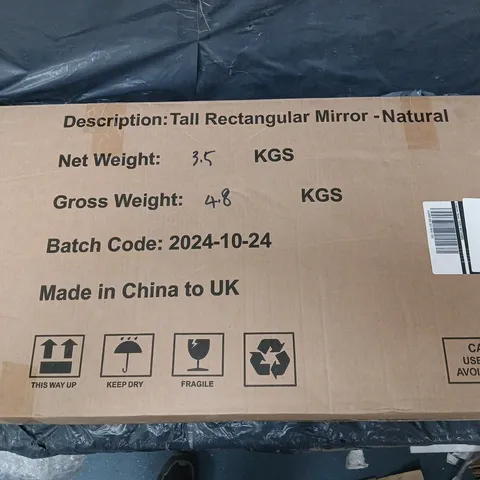 Description: Tall Rectangular Mirror - Natural
Net Weight: 3.5 KGS
Gross Weight: 4.8 KGS
Batch Code: 2024-10-24
Made in China to UK
THIS WAY UP
KEEP DRY
FRAGILE
CA
USE
AVOI